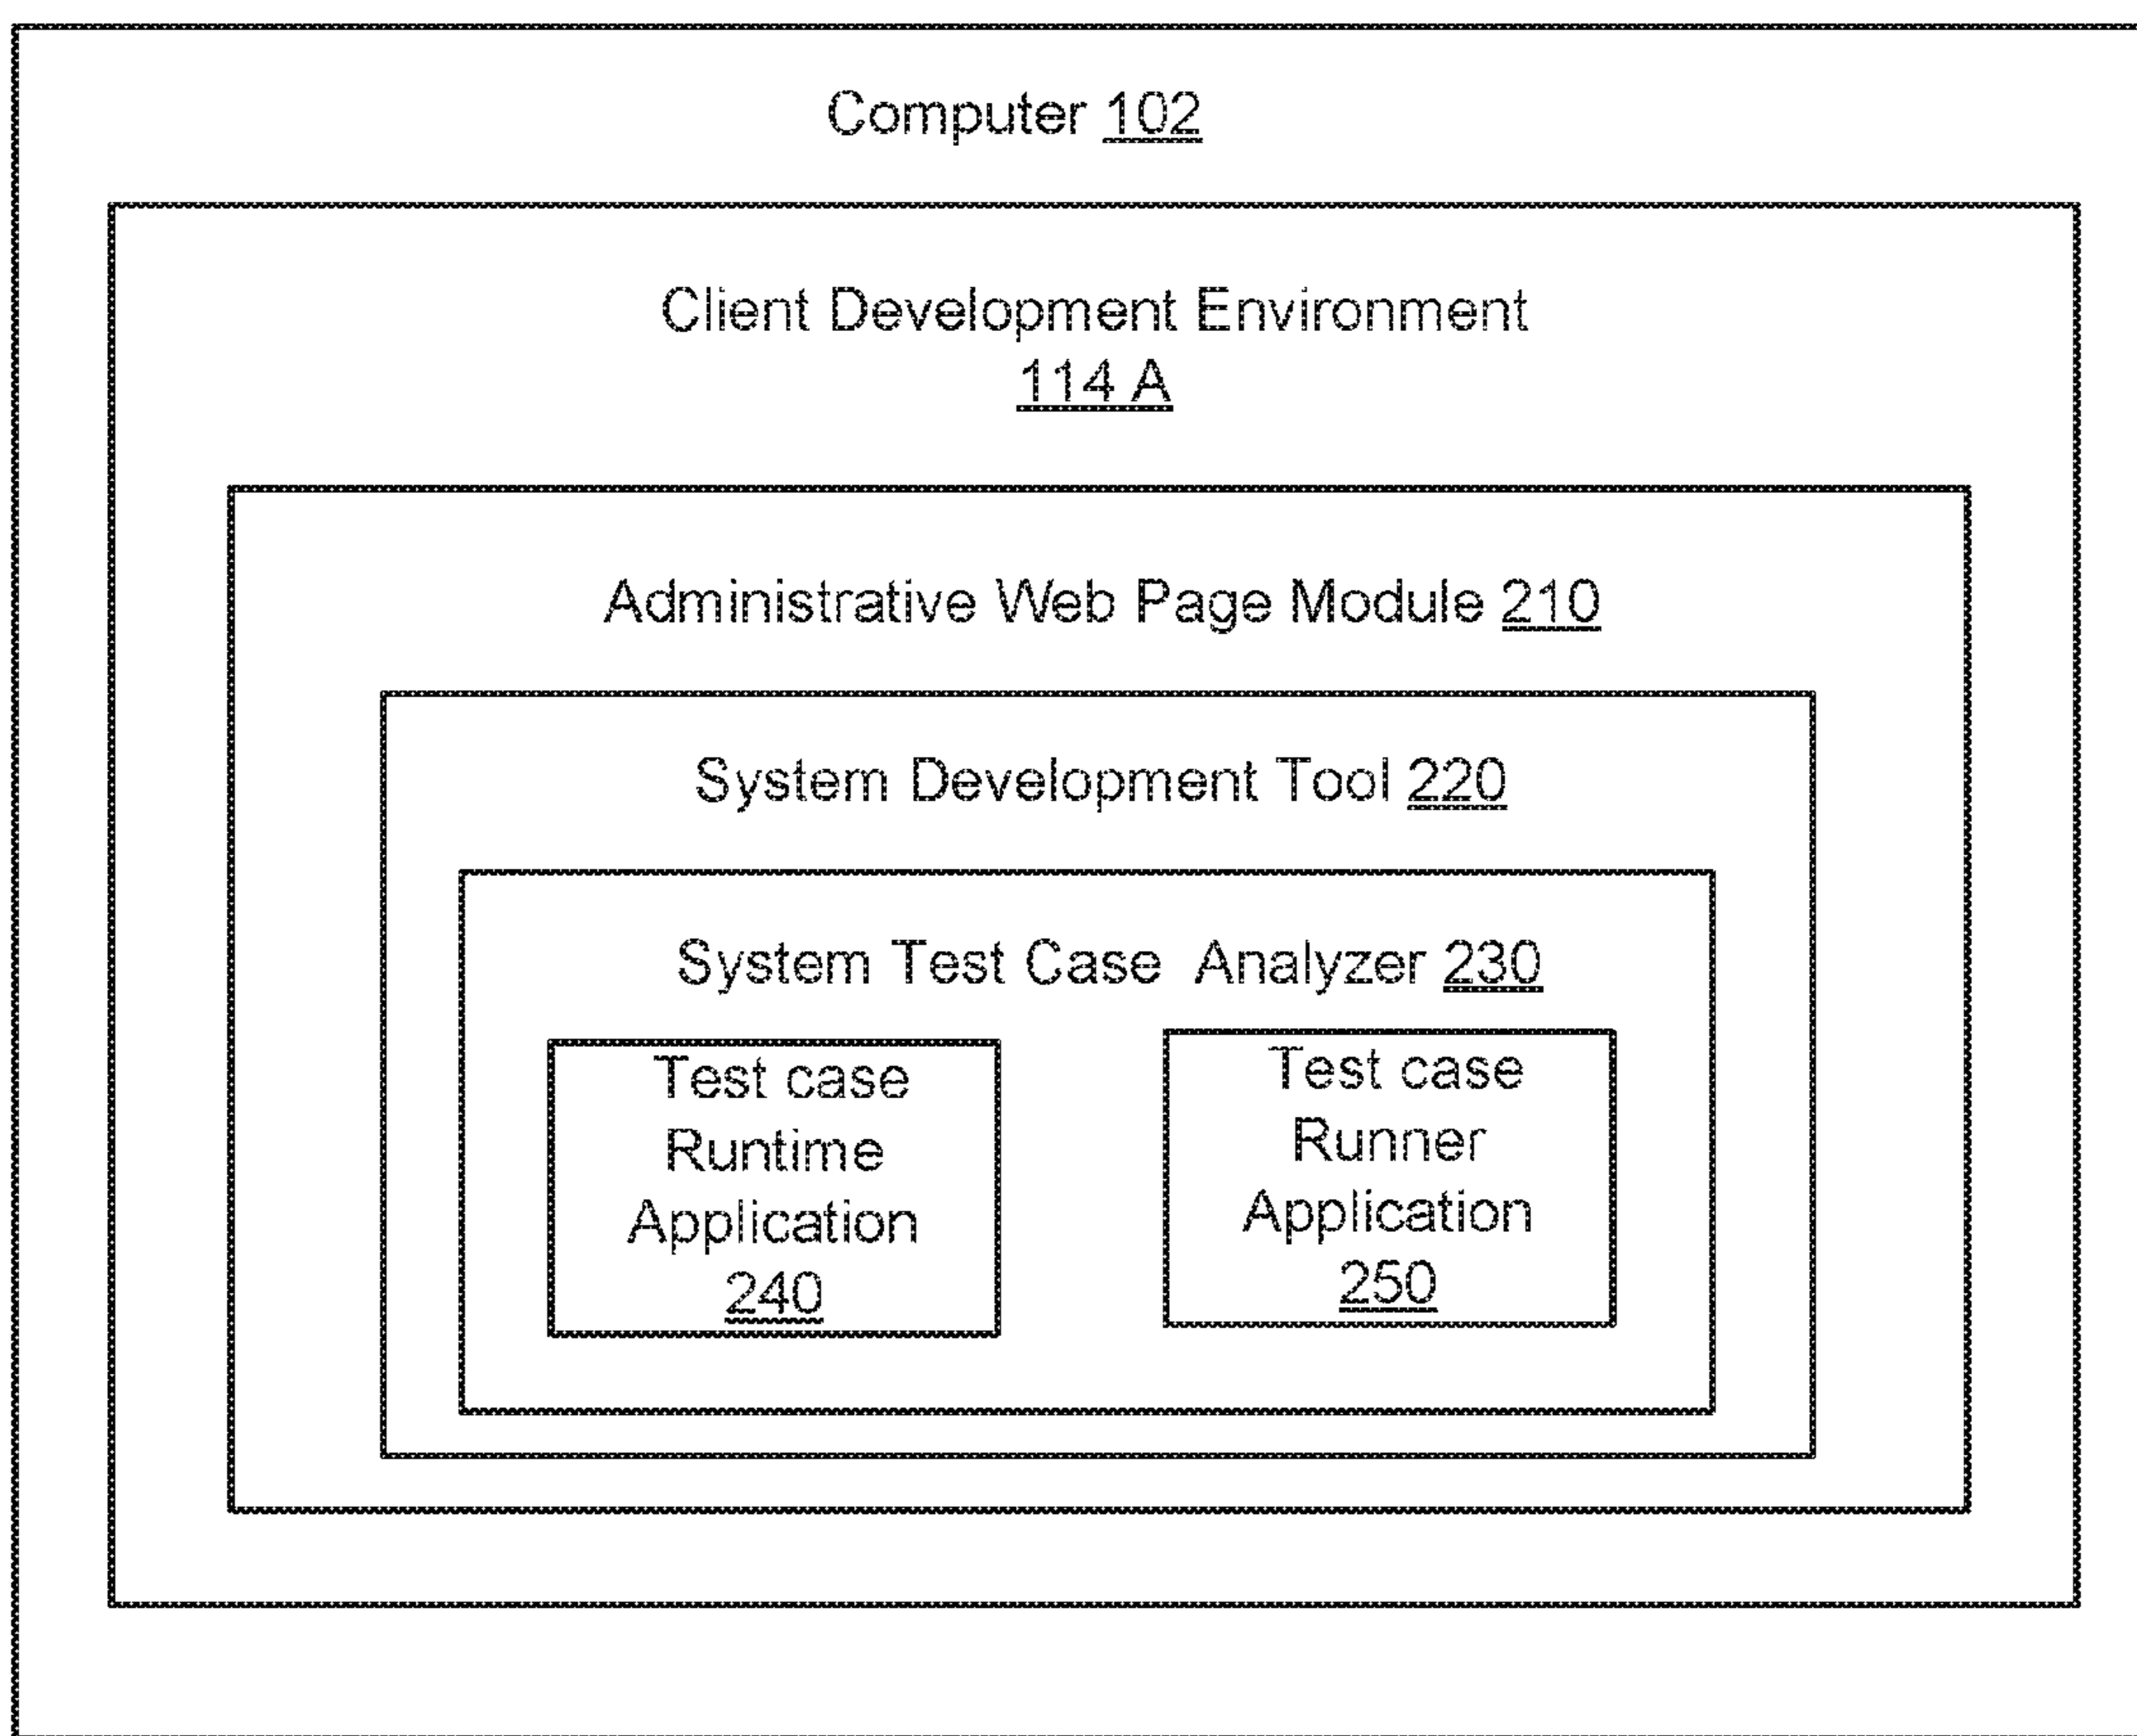 Computer 102
Client Development Environment
114 A
Administrative Web Page Module 210
System Development Tool 220
System Test Case Analyzer 230
Test case
Runtime
Application
240
Test case
Runner
Application
250